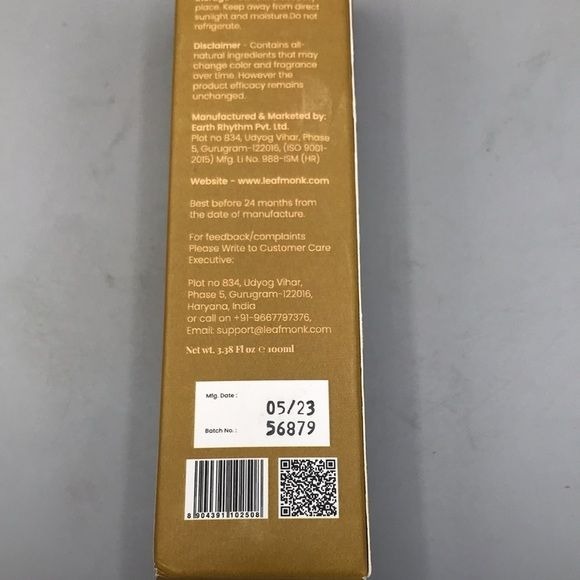 place. Keep away from direct
sunlight and moisture.Do not
refrigerate.
Disclaimer - Contains all-
natural ingredients that may
change color and fragrance
over time. However the
product efficacy remains
unchanged.
Manufactured & Marketed by:
Earth Rhythm Pvt. Ltd.
Plot no 834, Udyog Vihar, Phase
5, Gurugram-122016, (ISO 9001-
2015) Mfg. Li No. 988-ISM (HR)
Website - www.leafmonk.com
Best before 24 months from
the date of manufacture.
For feedback/complaints
Please Write to Customer Care
Executive:
Plot no 834, Udyog Vihar,
Phase 5, Gurugram-122016,
Haryana, India
or call on +91-9667797376,
Email: support@leafmonk.com
Net wt. 3.38 Fl oz ℮ 100ml
Mfg. Date :
05/23
Batch No. :
56879
8 904391 102508